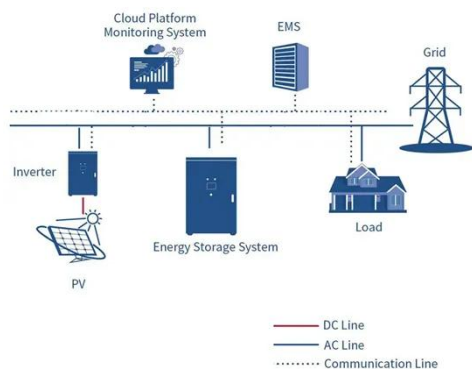 Cloud Platform
Monitoring System
EMS
Grid
Inverter
Energy Storage System
Load
PV
DC Line
AC Line
Communication Line